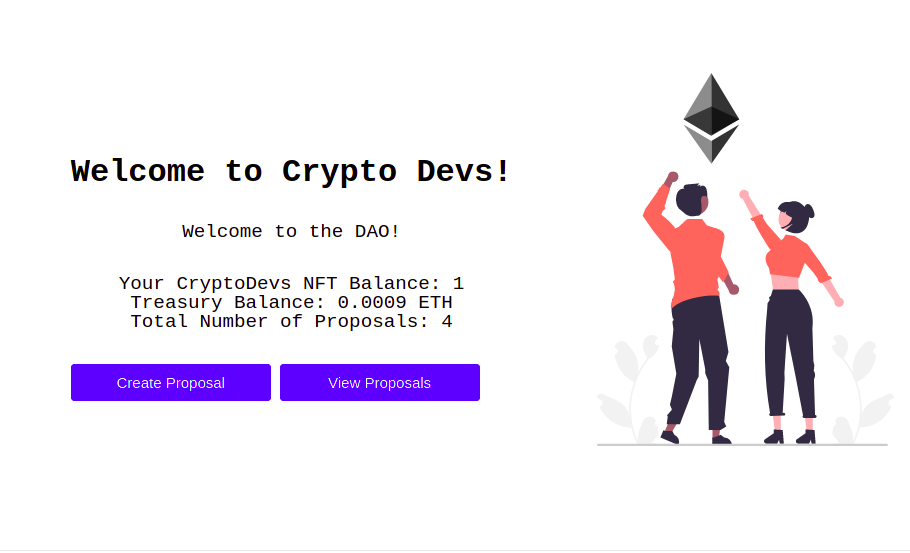 Welcome to Crypto Devs!
Welcome to the DAO!
Your CryptoDevs NFT Balance: 1
Treasury Balance: 0.0009 ETH
Total Number of Proposals: 4
Create Proposal
View Proposals